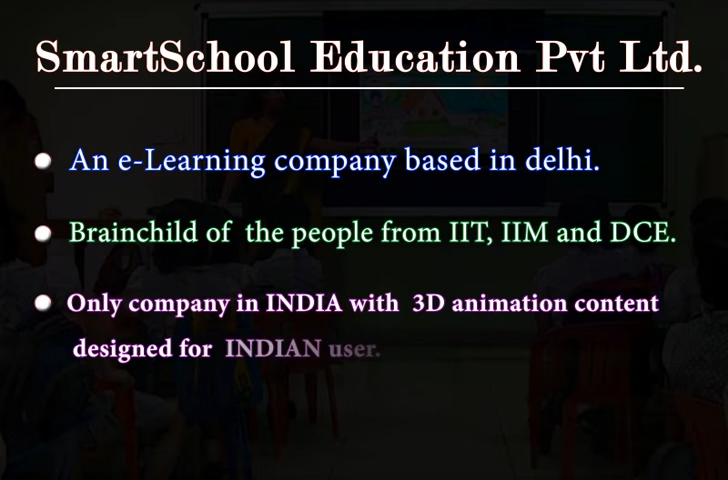 SmartSchool Education Pvt Ltd.
An e-Learning company based in delhi.
Brainchild of the people from IIT, IIM and DCE.
Only company in INDIA with 3D animation content
designed for INDIAN user.